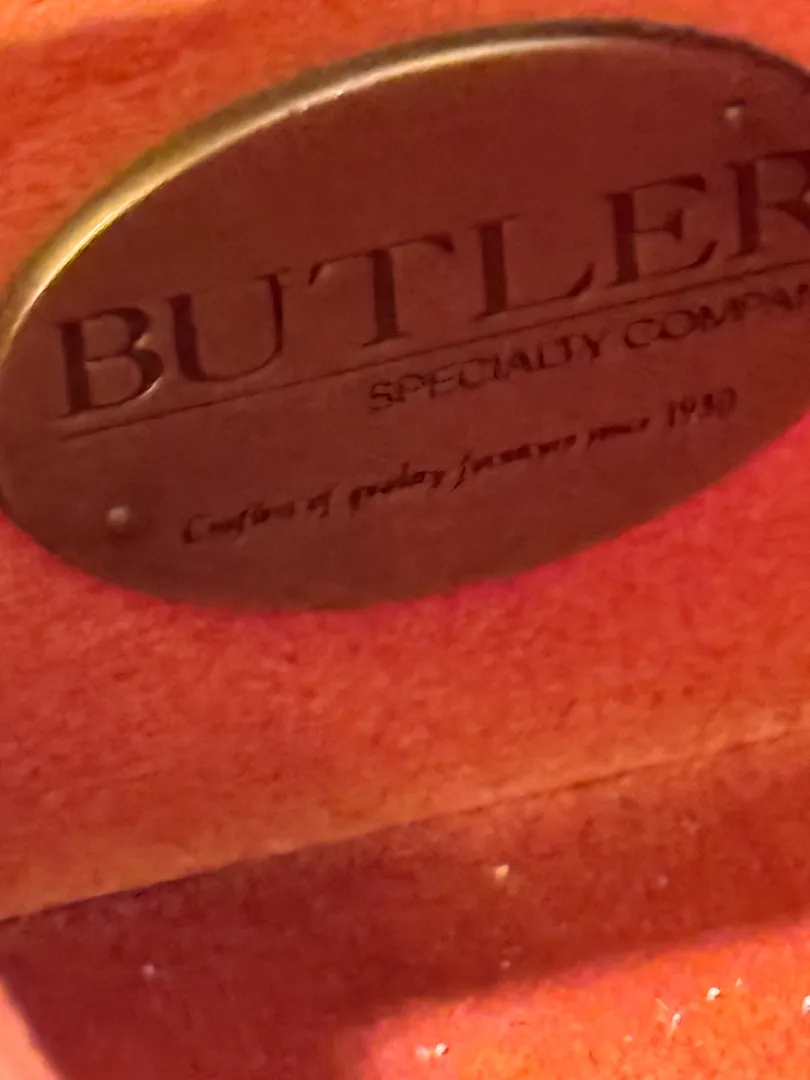 BUTLER
SPECIALTY COMPAN
Crafters of quality furniture since 1930